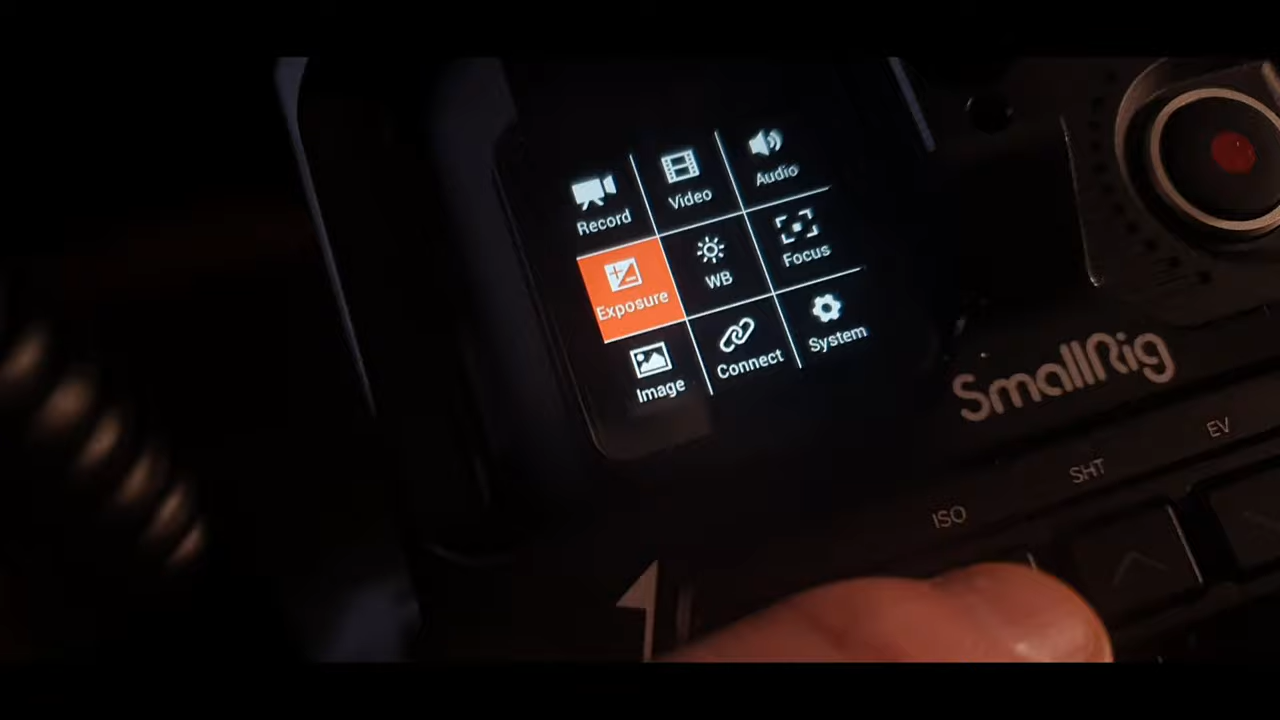 Record Video Audio
Exposure WB Focus
Image Connect System
SmallRig
ISO SHT EV